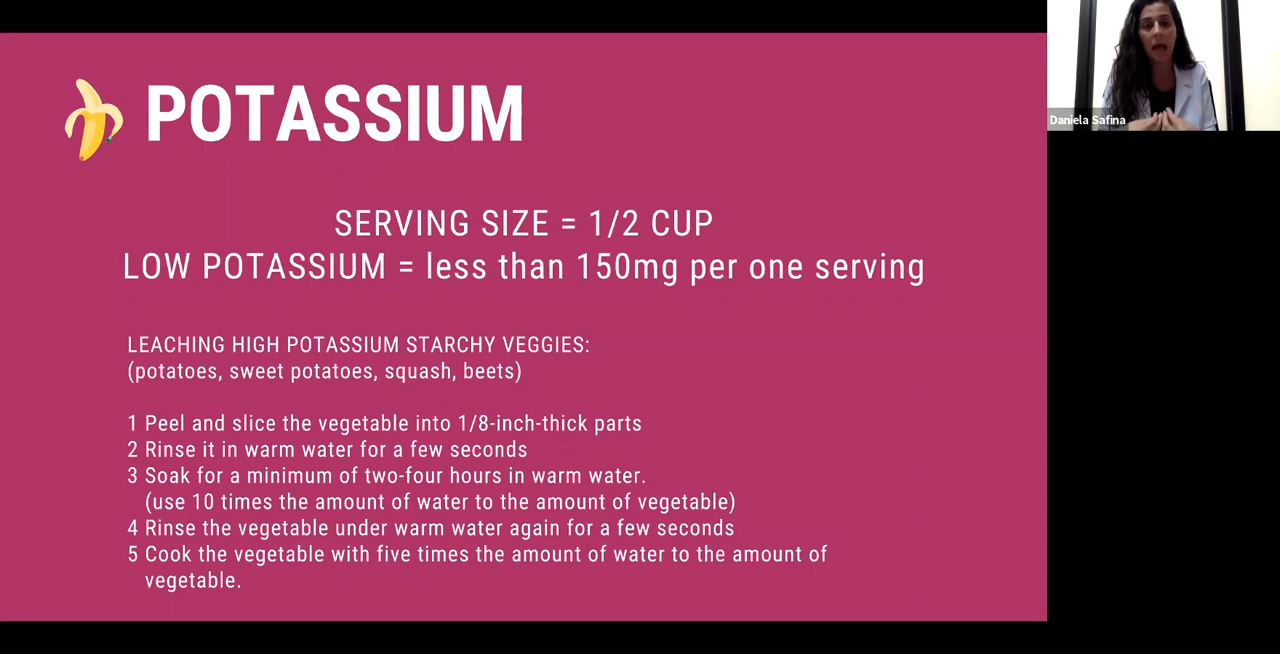 POTASSIUM
SERVING SIZE = 1/2 CUP
LOW POTASSIUM = less than 150mg per one serving
LEACHING HIGH POTASSIUM STARCHY VEGGIES:
(potatoes, sweet potatoes, squash, beets)
1 Peel and slice the vegetable into 1/8-inch-thick parts
2 Rinse it in warm water for a few seconds
3 Soak for a minimum of two-four hours in warm water.
(use 10 times the amount of water to the amount of vegetable)
4 Rinse the vegetable under warm water again for a few seconds
5 Cook the vegetable with five times the amount of water to the amount of
vegetable.
Daniela Safina